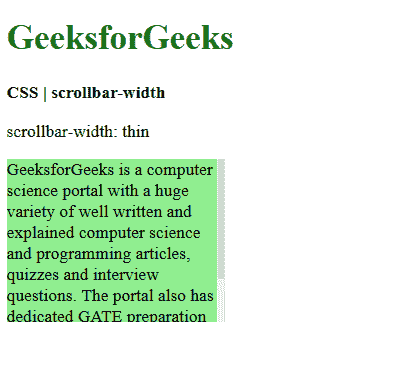 GeeksforGeeks
CSS | scrollbar-width
scrollbar-width: thin
GeeksforGeeks is a computer
science portal with a huge
variety of well written and
explained computer science
and programming articles,
quizzes and interview
questions. The portal also has
dedicated GATE preparation